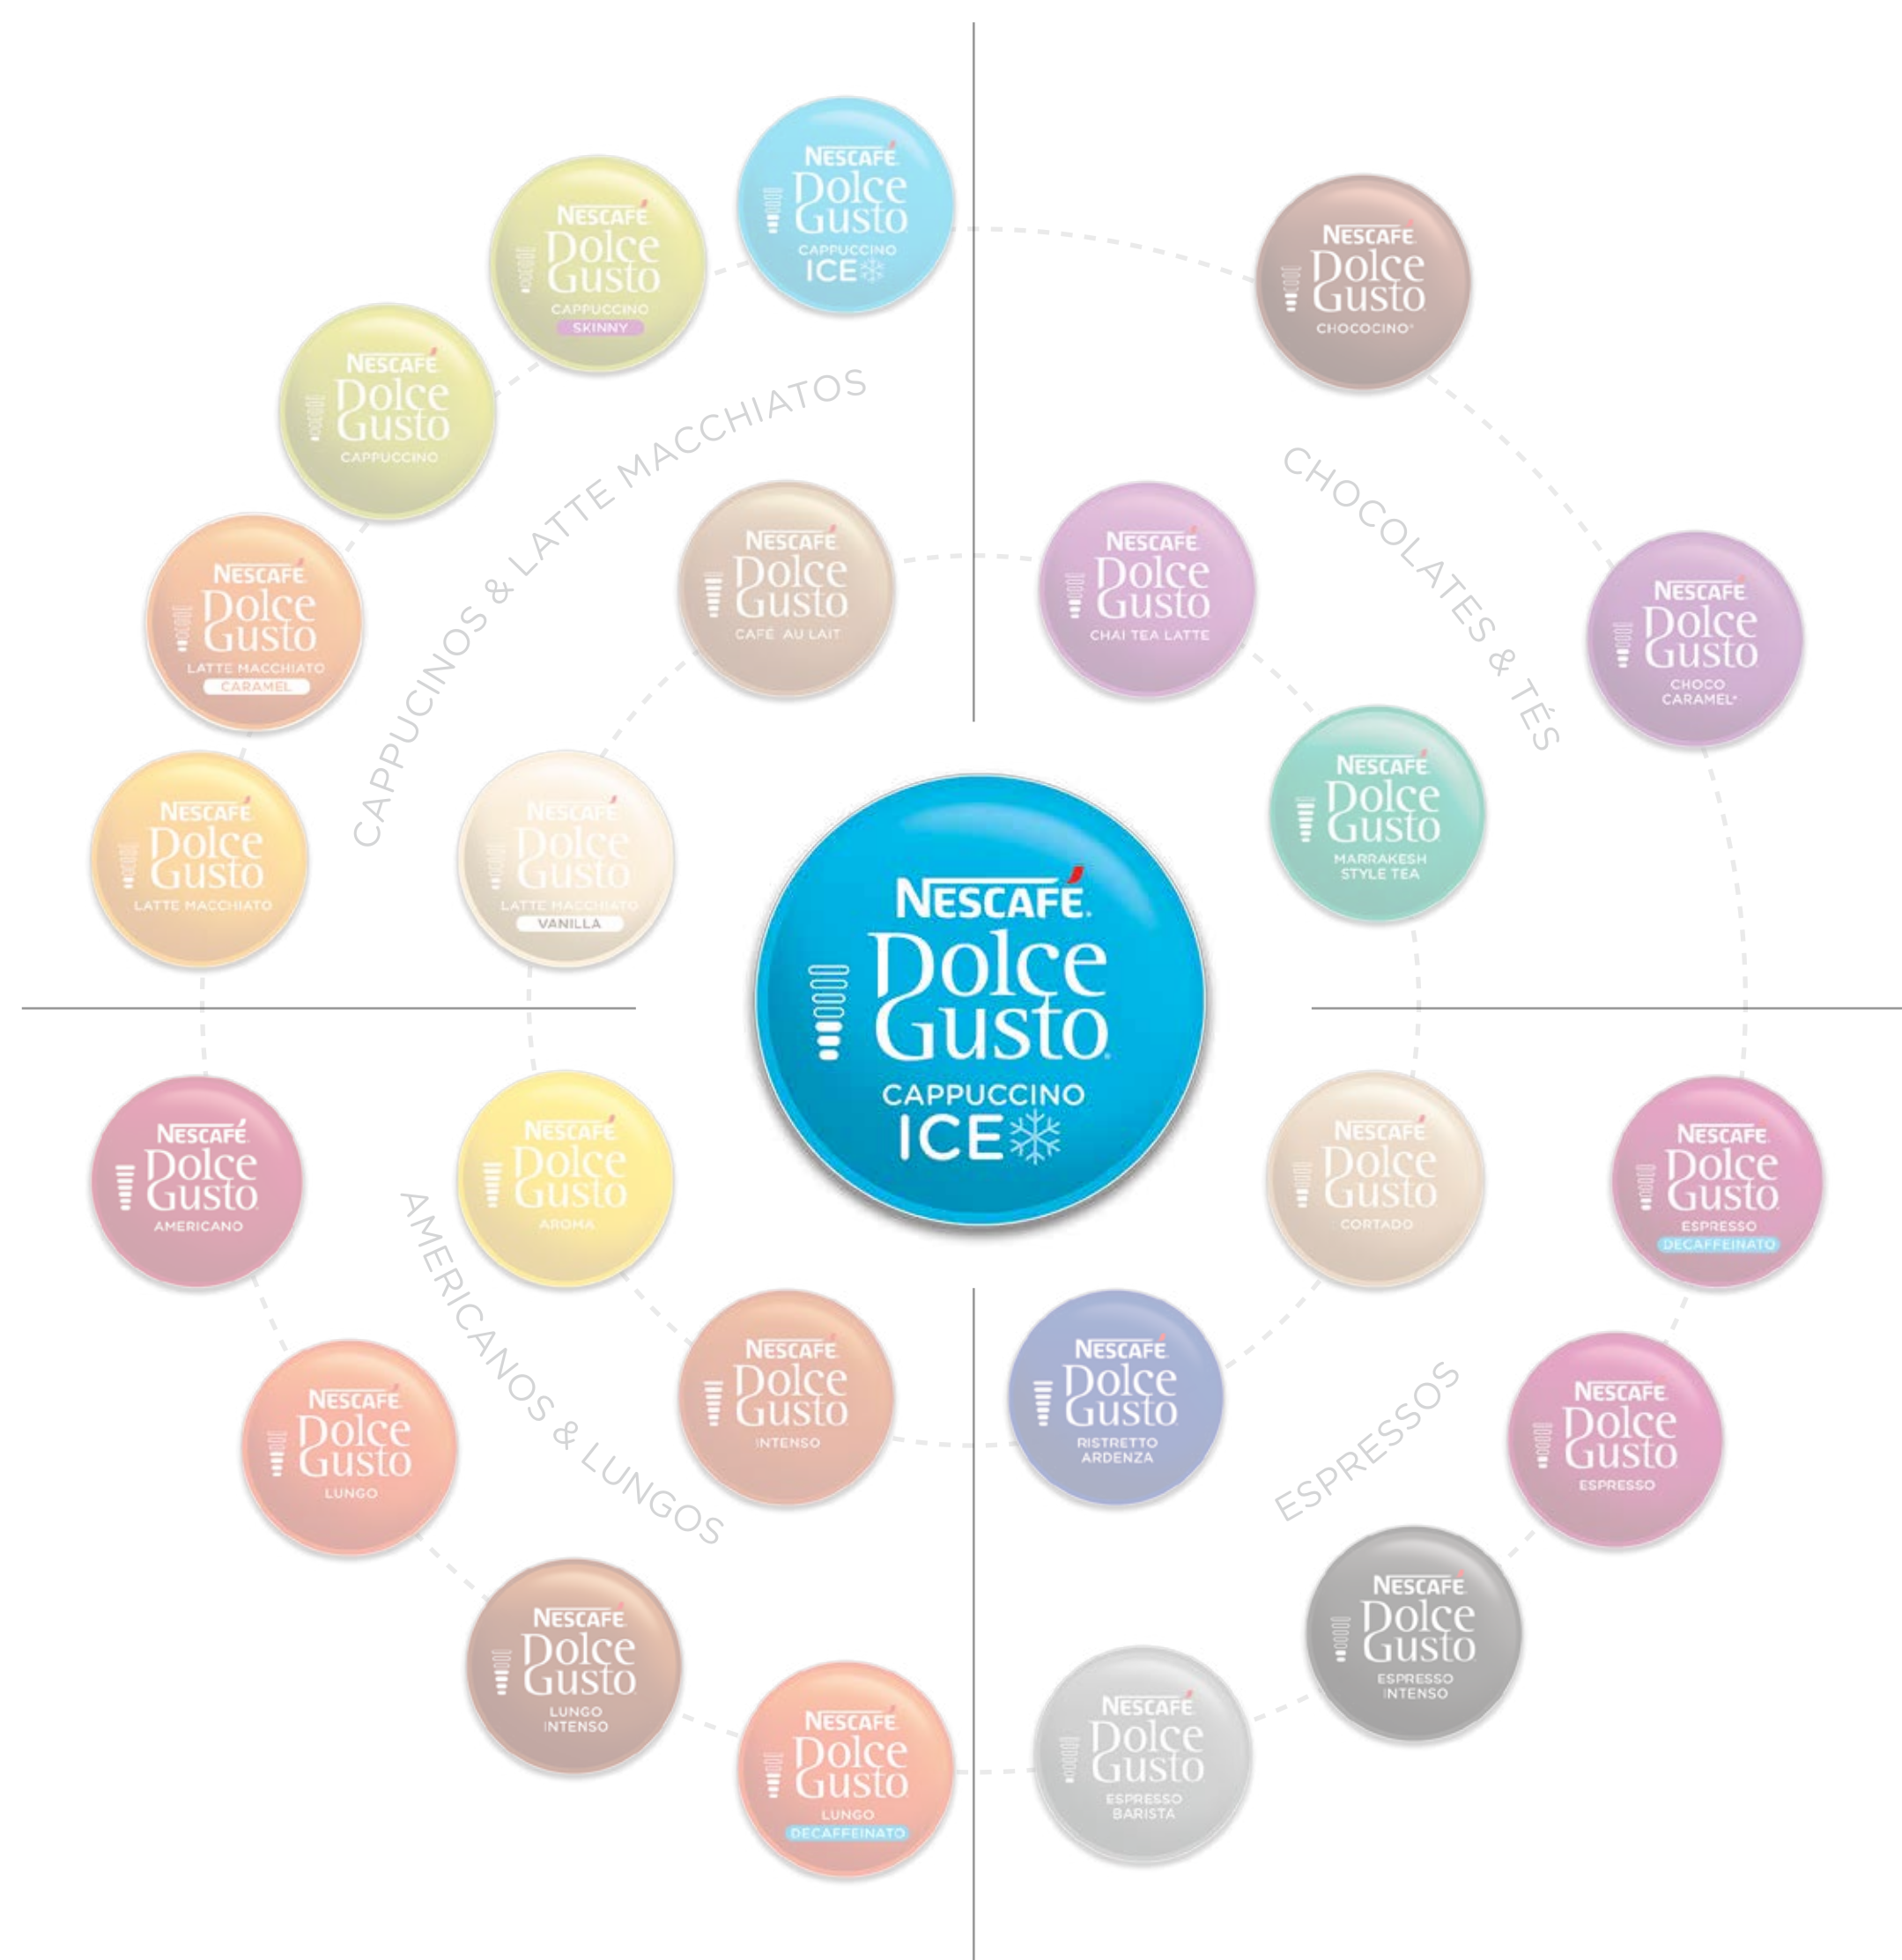 NESCAFÉ.
Dolce
Gusto
CAPPUCCINO
ICE
NESCAFÉ
Dolce
Gusto
CAPPUCCINO
SKINNY
NESCAFÉ
Dolce
Gusto
CHOCOCINO*
NESCAFÉ
Dolce
Gusto
CAPPUCCINO
CAPPUCINOS & LATTE MACCHIATOS
CHOCOLATES & TÉS
NESCAFÉ
Dolce
Gusto
LATTE MACCHIATO
CARAMEL
NESCAFÉ
Dolce
Gusto
CAFÉ AU LAIT
NESCAFÉ
Dolce
Gusto
CHAI TEA LATTE
NESCAFÉ
Dolce
Gusto
CHOCO
CARAMEL*
NESCAFÉ
Dolce
Gusto
LATTE MACCHIATO
NESCAFÉ
Dolce
Gusto
LATTE MACCHIATO
VANILLA
NESCAFÉ
Dolce
Gusto
MARRAKESH
STYLE TEA
NESCAFÉ.
Dolce
Gusto
CAPPUCCINO
ICE
NESCAFÉ
Dolce
Gusto
AMERICANO
NESCAFÉ
Dolce
Gusto
AROMA
NESCAFÉ
Dolce
Gusto
CORTADO
NESCAFÉ
Dolce
Gusto
ESPRESSO
DECAFFEINATO
AMERICANOS & LUNGOS
ESPRESSOS
NESCAFÉ
Dolce
Gusto
LUNGO
NESCAFÉ
Dolce
Gusto
INTENSO
NESCAFÉ
Dolce
Gusto
RISTRETTO
ARDENZA
NESCAFÉ
Dolce
Gusto
ESPRESSO
NESCAFÉ
Dolce
Gusto
LUNGO
INTENSO
NESCAFÉ
Dolce
Gusto
ESPRESSO
INTENSO
NESCAFÉ
Dolce
Gusto
LUNGO
DECAFFEINATO
NESCAFÉ
Dolce
Gusto
ESPRESSO
BARISTA